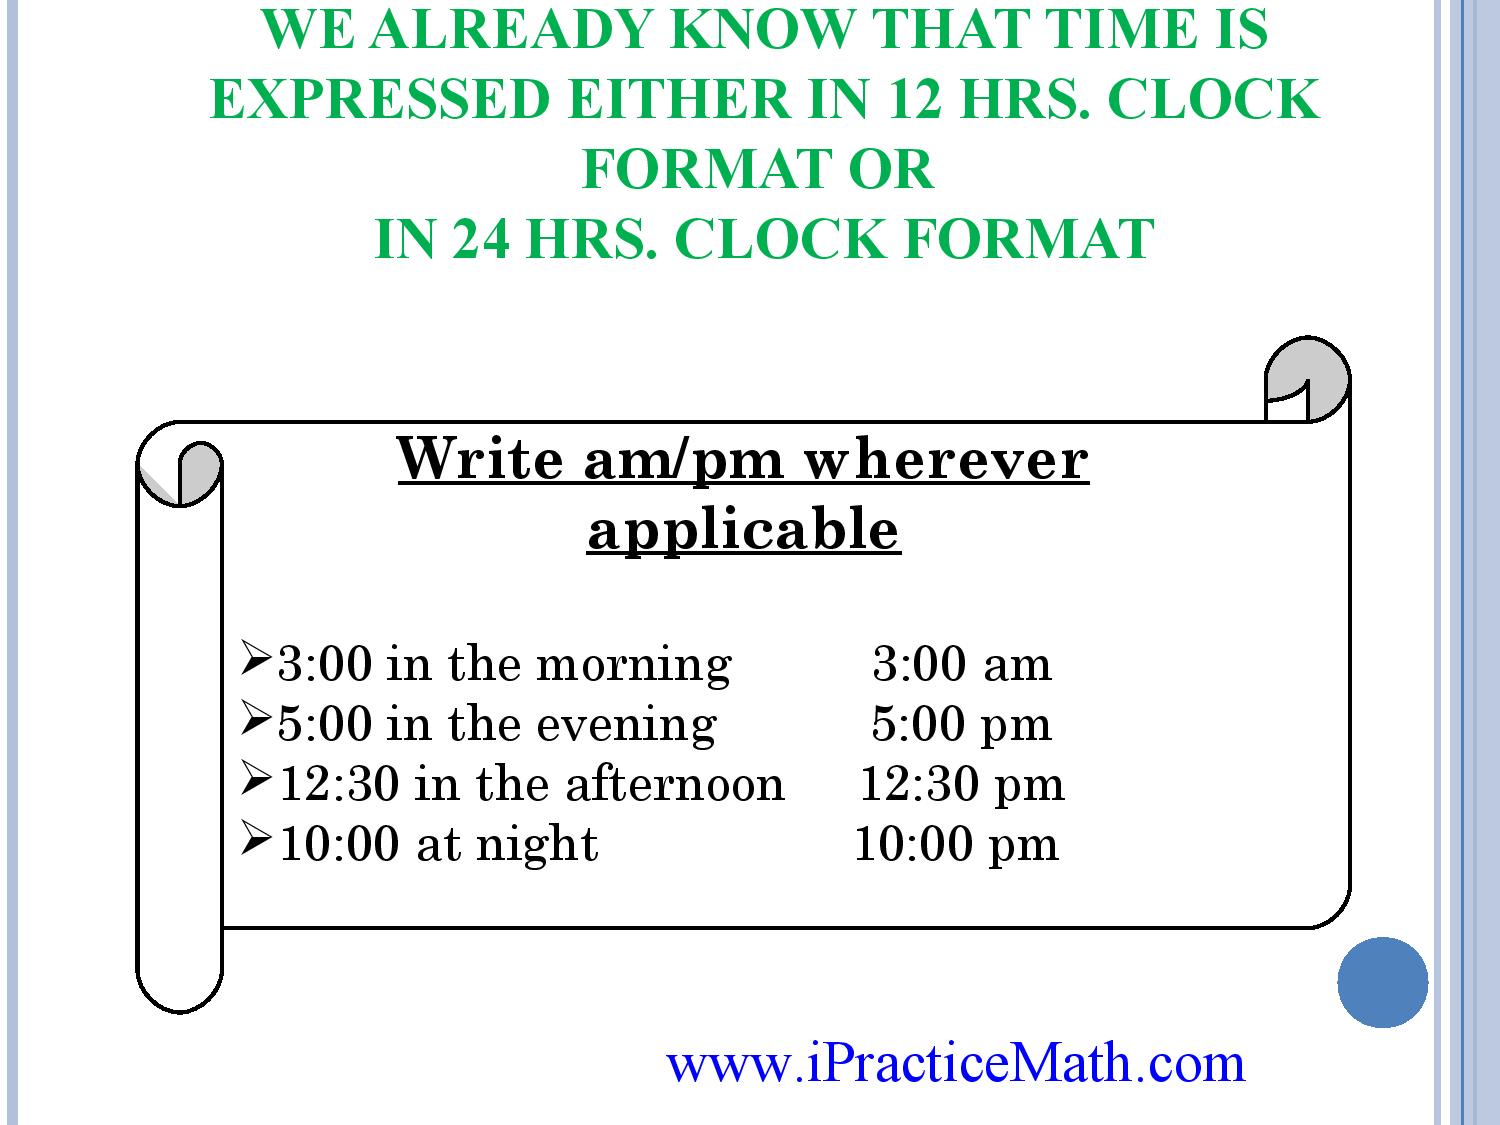 WE ALREADY KNOW THAT TIME IS
EXPRESSED EITHER IN 12 HRS. CLOCK
FORMAT OR
IN 24 HRS. CLOCK FORMAT
Write am/pm wherever
applicable
➢3:00 in the morning 3:00 am
➢5:00 in the evening 5:00 pm
➢12:30 in the afternoon 12:30 pm
➢10:00 at night 10:00 pm
www.iPracticeMath.com